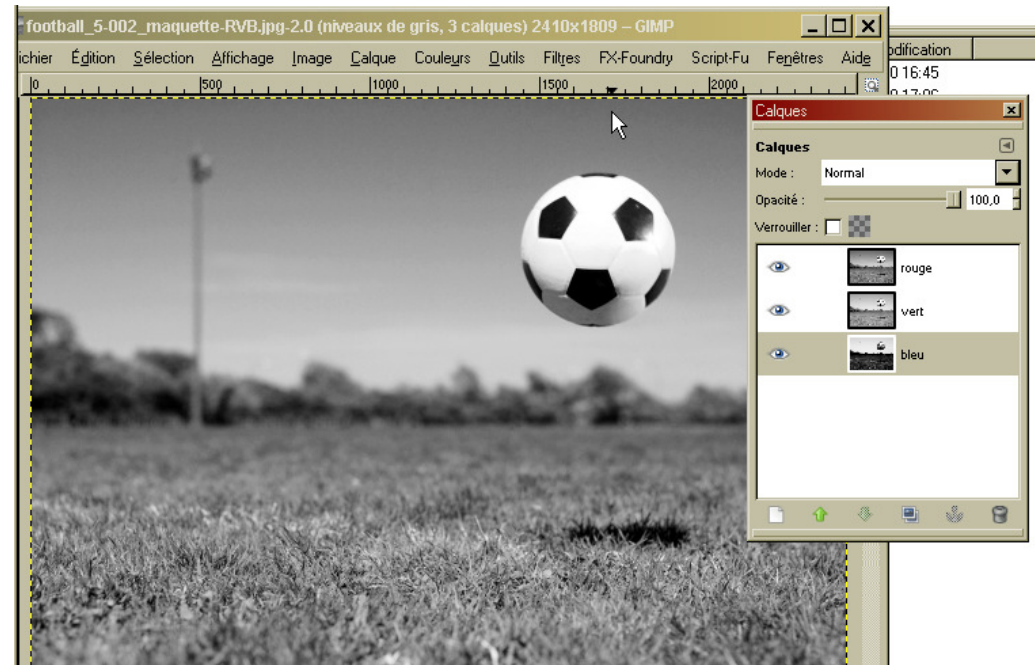 football_5-002_maquette-RVB.jpg-2.0 (niveaux de gris, 3 calques) 2410x1809 – GIMP
ichier Édition Sélection Affichage Image Calque Couleurs Outils Filtres FX-Foundry Script-Fu Fenêtres Aide
odification
0 16:45
0 500 1000 1500 2000
Calques
Calques
Mode : Normal
Opacité : 100,0
Verrouiller :
rouge
vert
bleu